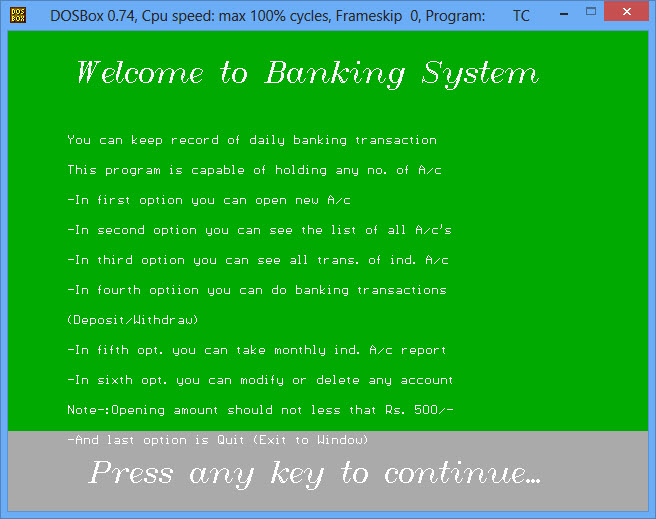 DOSBox 0.74, Cpu speed: max 100% cycles, Frameskip 0, Program: TC
Welcome to Banking System
You can keep record of daily banking transaction
This program is capable of holding any no. of A/c
-In first option you can open new A/c
-In second option you can see the list of all A/c's
-In third option you can see all trans. of ind. A/c
-In fourth optiion you can do banking transactions
(Deposit/Withdraw)
-In fifth opt. you can take monthly ind. A/c report
-In sixth opt. you can modify or delete any account
Note-:Opening amount should not less that Rs. 500/-
-And last option is Quit (Exit to Window)
Press any key to continue...